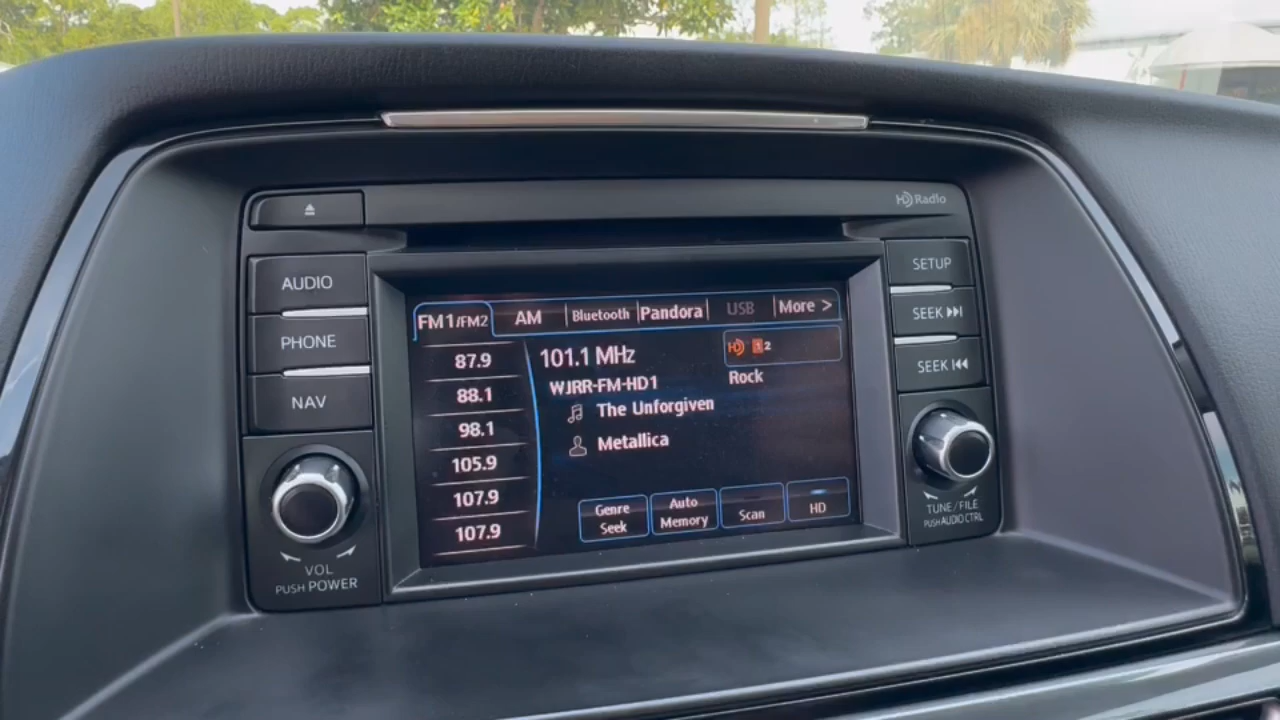 HD Radio
AUDIO
PHONE
NAV
VOL
PUSH POWER
FM1/FM2 AM Bluetooth Pandora USB More >
87.9
88.1
98.1
105.9
107.9
107.9
101.1 MHz
HD 1 2
WJRR-FM-HD1
Rock
The Unforgiven
Metallica
Genre
Seek
Auto
Memory
Scan
HD
SETUP
SEEK
SEEK
TUNE/FILE
PUSH AUDIO CTRL